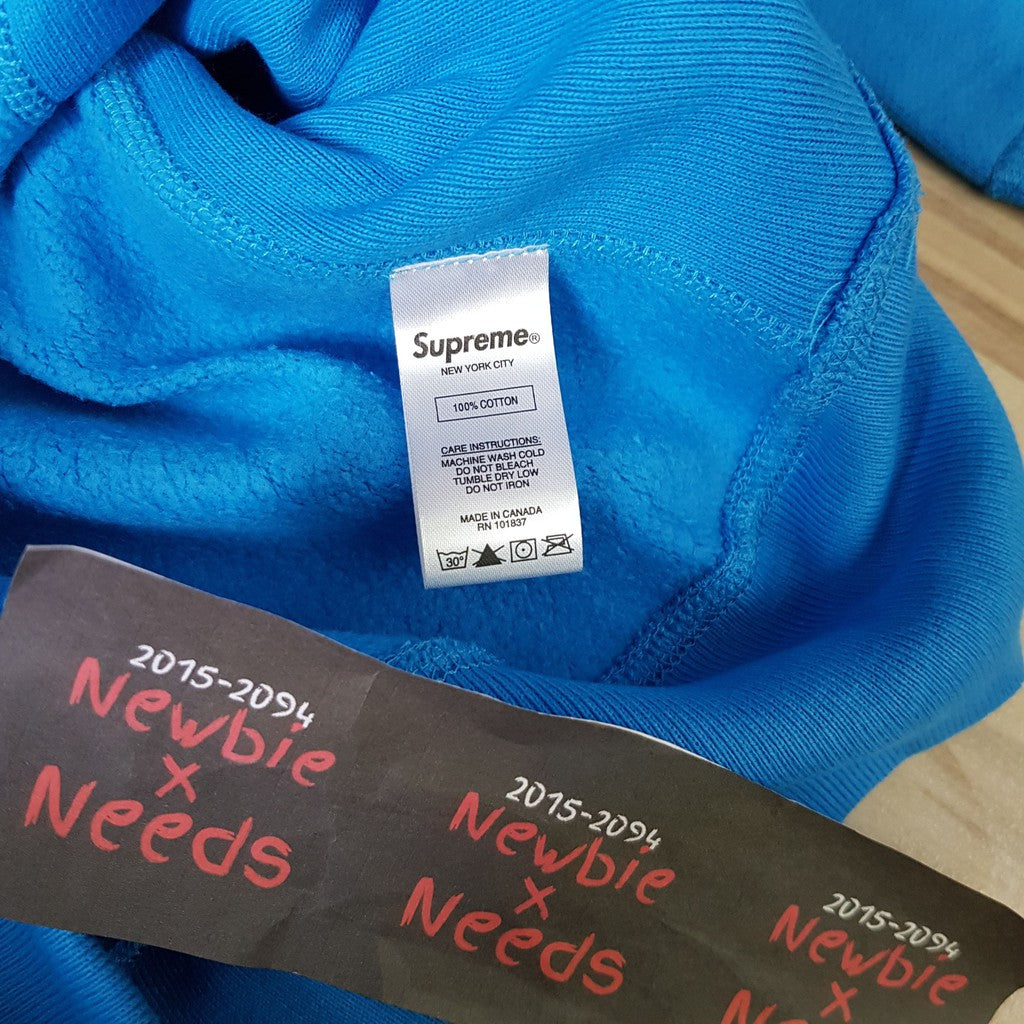 Supreme®
NEW YORK CITY
100% COTTON
CARE INSTRUCTIONS:
MACHINE WASH COLD
DO NOT BLEACH
TUMBLE DRY LOW
DO NOT IRON
MADE IN CANADA
RN 101837
30°
2015-2094
Newbie
x
Needs
2015-2094
Newbie
x
Needs
2015-2094
Newbie
x
Needs